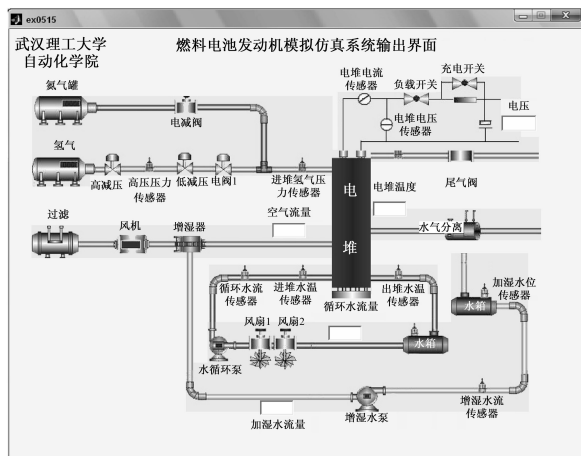 ex0515
武汉理工大学
自动化学院
燃料电池发动机模拟仿真系统输出界面
氮气罐
电减阀
电堆电流
传感器
负载开关
充电开关
电压
电堆电压
传感器
氢气
高减压
高压压力
传感器
低减压
电阀1
进堆氢气压
力传感器
电堆
电堆温度
尾气阀
空气流量
过滤
风机
增湿器
水气分离
循环水流
传感器
进堆水温
传感器
循环水流量
出堆水温
传感器
加湿水位
传感器
水箱
风扇1
风扇2
水循环泵
水箱
加湿水流量
增湿水泵
增湿水流
传感器